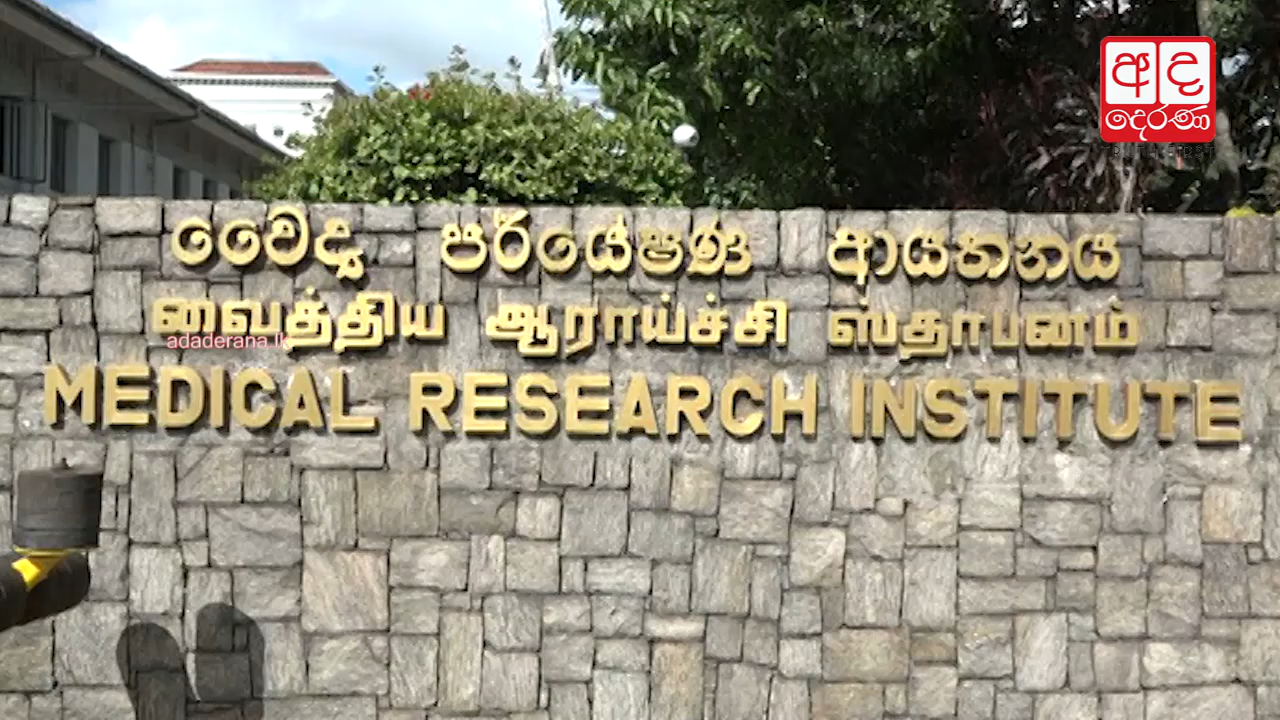 අද
දෙරණ
වෛද්‍ය පර්යේෂණ ආයතනය
வைத்திய ஆராய்ச்சி ஸ்தாபனம்
adaderana.lk
MEDICAL RESEARCH INSTITUTE